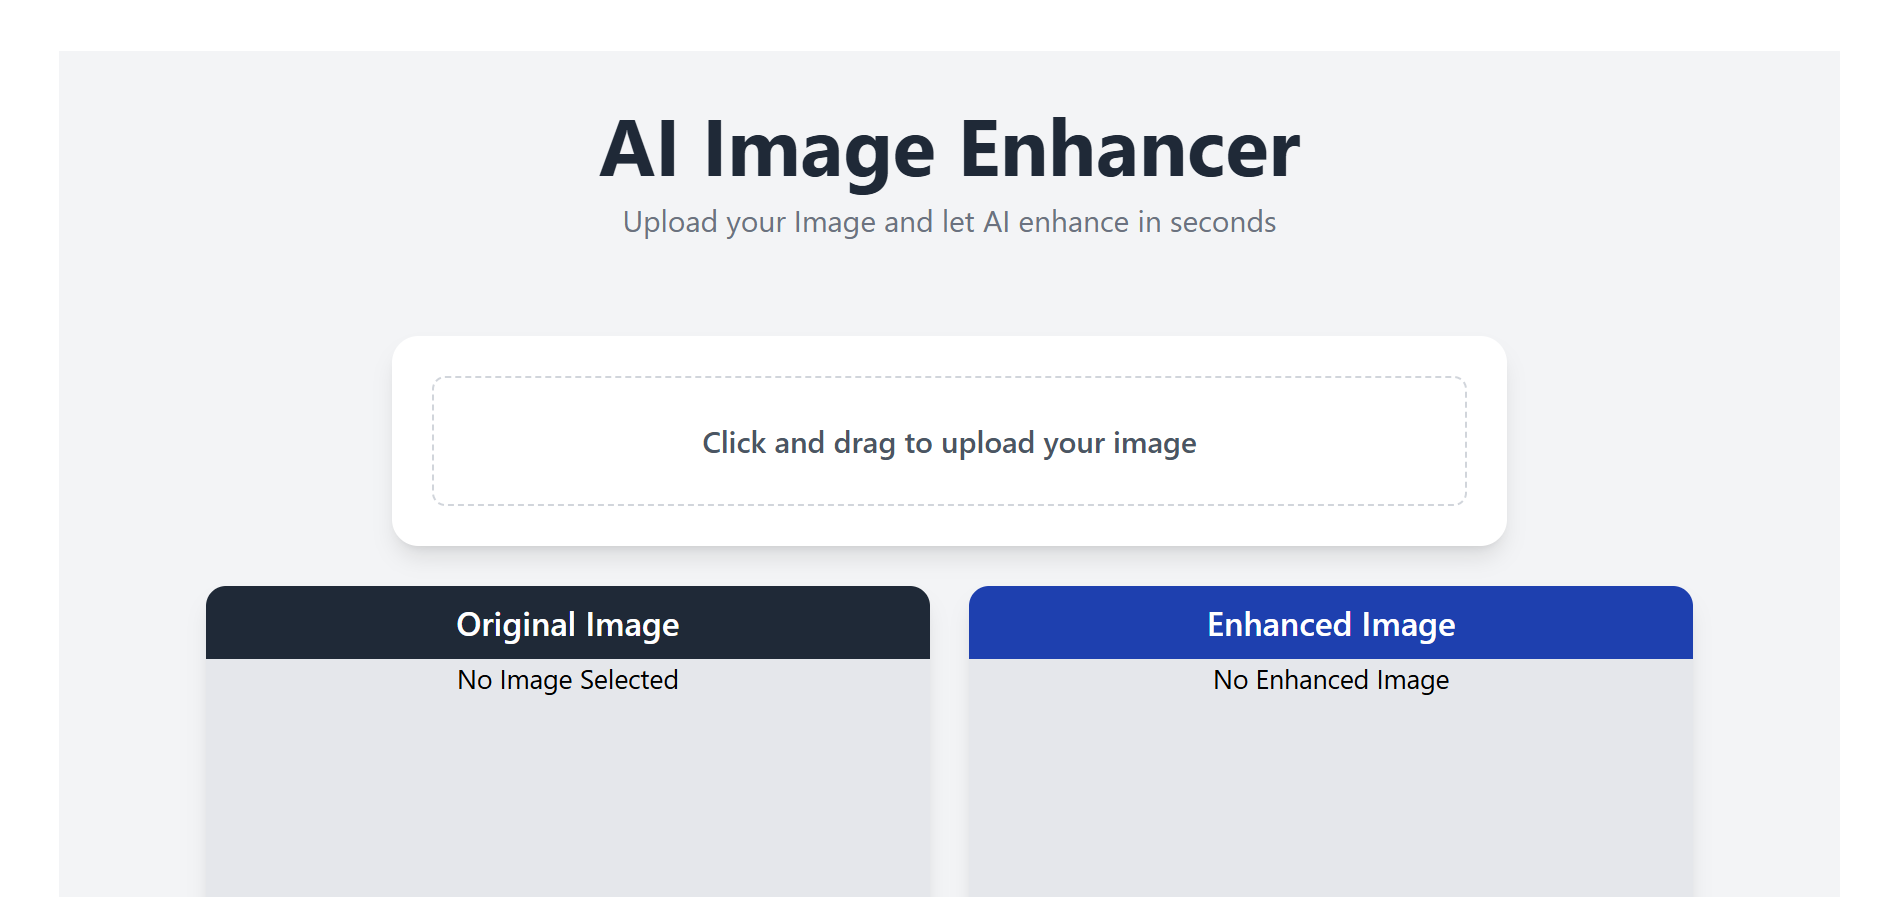 AI Image Enhancer
Upload your Image and let AI enhance in seconds
Click and drag to upload your image
Original Image
No Image Selected
Enhanced Image
No Enhanced Image